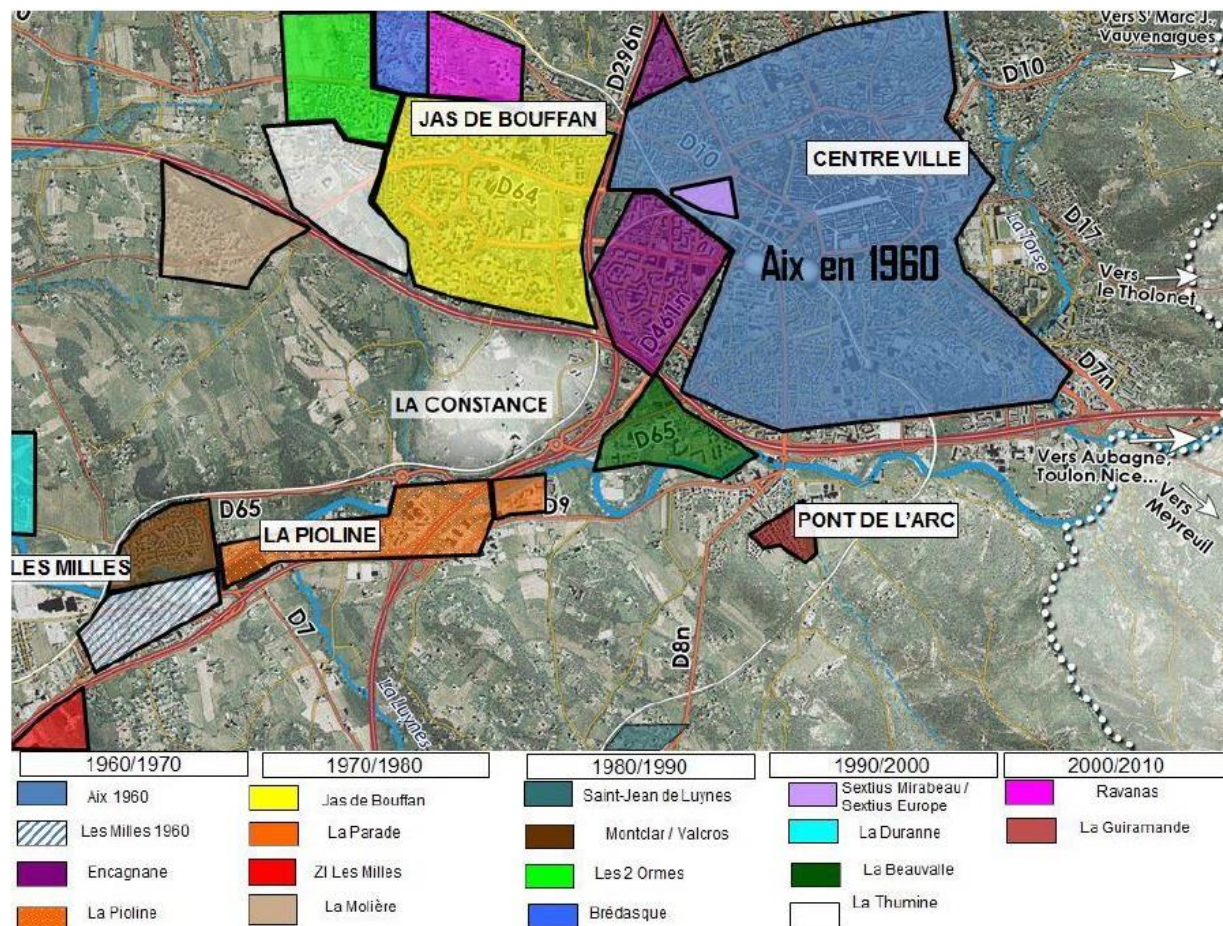 Vers St Marc J.,
Vauvenargues
D296n
D10
JAS DE BOUFFAN
D10
CENTRE VILLE
D64
La Torse
D17
Aix en 1960
Vers
le Tholonet
D7n
LA CONSTANCE
D65
Vers Aubagne,
Toulon Nice...
Vers
Meyreuil
D65
D9
LA PIOLINE
PONT DE L'ARC
LES MILLES
D7
D8n
La Luynes
1960/1970
Aix 1960
Les Milles 1960
Encagnane
La Pioline
1970/1980
Jas de Bouffan
La Parade
ZI Les Milles
La Molière
1980/1990
Saint-Jean de Luynes
Montclar / Valcros
Les 2 Ormes
Brédasque
1990/2000
Sextius Mirabeau /
Sextius Europe
La Duranne
La Beauvalle
La Thumine
2000/2010
Ravanas
La Guiramande